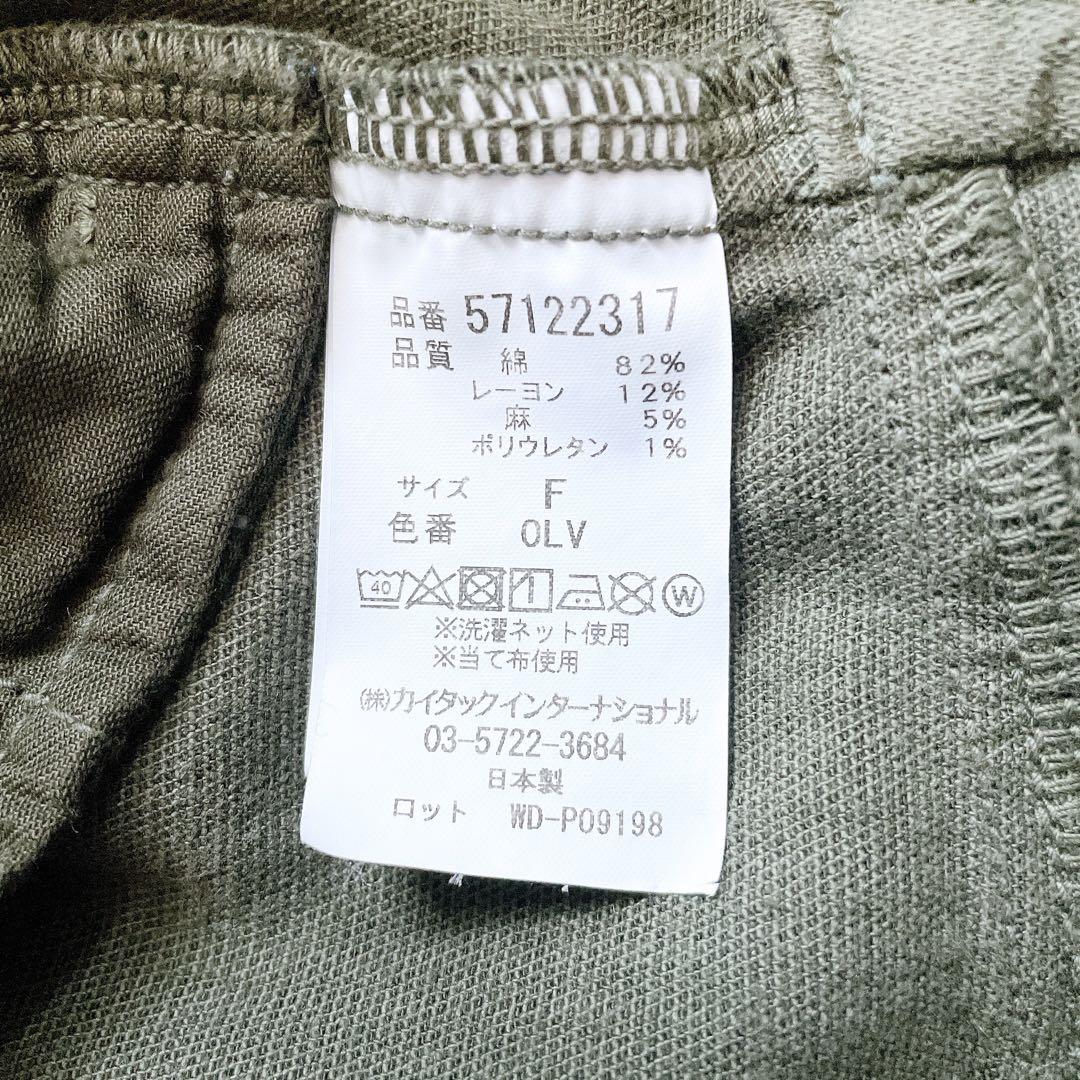 品番 57122317
品質 綿 82%
レーヨン 12%
麻 5%
ポリウレタン 1%
サイズ F
色番 OLV
40 W
※洗濯ネット使用
※当て布使用
(株)カイタックインターナショナル
03-5722-3684
日本製
ロット WD-P09198